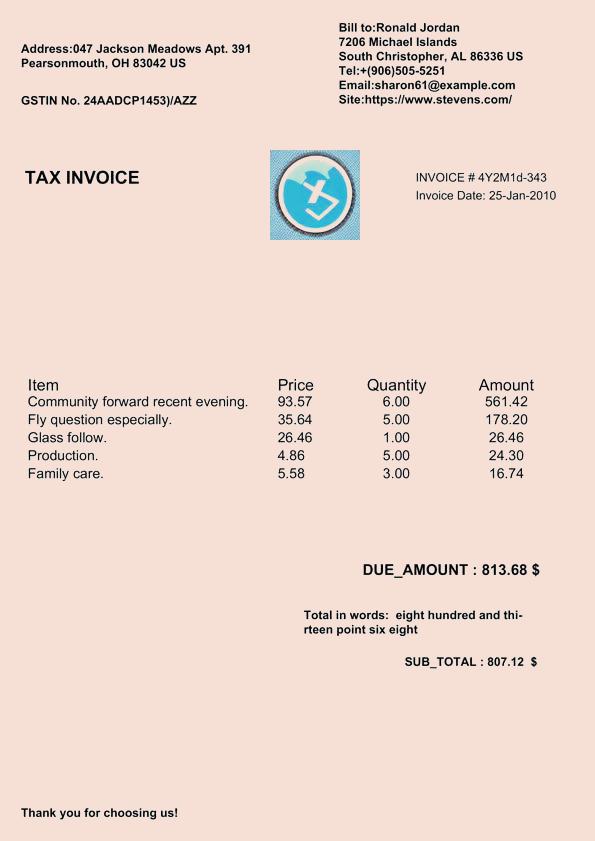 Address:047 Jackson Meadows Apt. 391
Pearsonmouth, OH 83042 US
GSTIN No. 24AADCP1453)/AZZ
Bill to:Ronald Jordan
7206 Michael Islands
South Christopher, AL 86336 US
Tel:+(906)505-5251
Email:sharon61@example.com
Site:https://www.stevens.com/
TAX INVOICE
INVOICE # 4Y2M1d-343
Invoice Date: 25-Jan-2010
Item Price Quantity Amount
Community forward recent evening. 93.57 6.00 561.42
Fly question especially. 35.64 5.00 178.20
Glass follow. 26.46 1.00 26.46
Production. 4.86 5.00 24.30
Family care. 5.58 3.00 16.74
DUE_AMOUNT : 813.68 $
Total in words: eight hundred and thi-
rteen point six eight
SUB_TOTAL : 807.12 $
Thank you for choosing us!